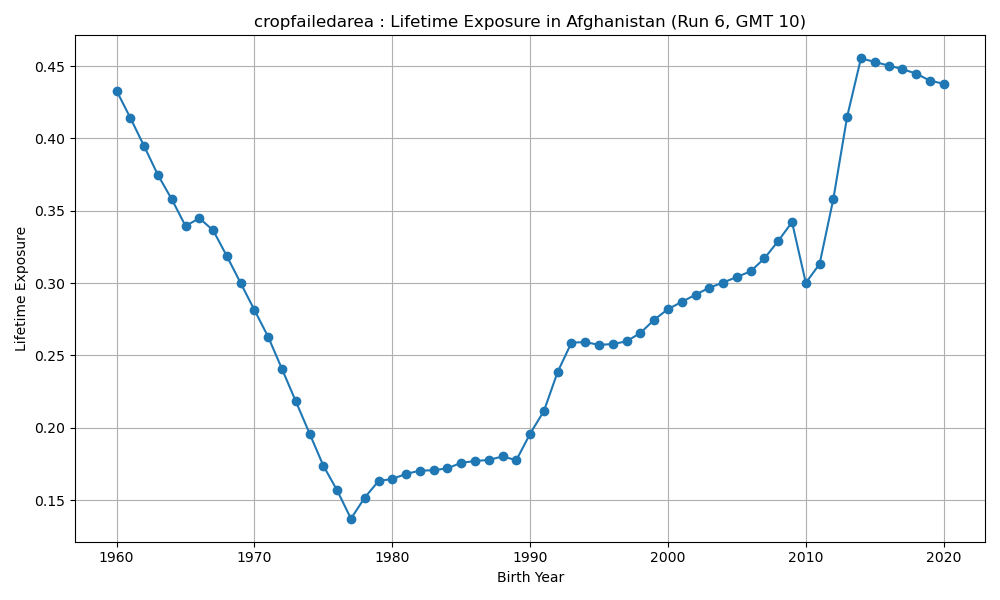 cropfailedarea : Lifetime Exposure in Afghanistan (Run 6, GMT 10)
Lifetime Exposure
0.45
0.40
0.35
0.30
0.25
0.20
0.15
1960 1970 1980 1990 2000 2010 2020
Birth Year